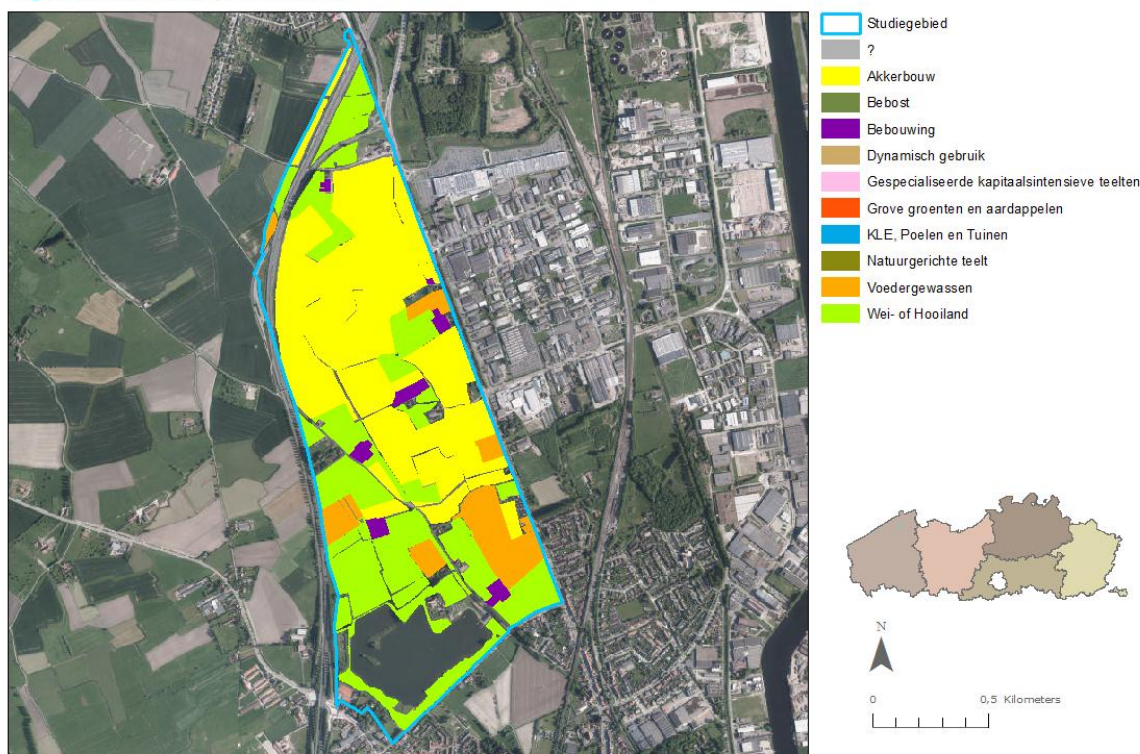 Studiegebied
?
Akkerbouw
Bebost
Bebouwing
Dynamisch gebruik
Gespecialiseerde kapitaalsintensieve teelten
Grove groenten en aardappelen
KLE, Poelen en Tuinen
Natuurgerichte teelt
Voedergewassen
Wei- of Hooiland
N
0 0,5 Kilometers